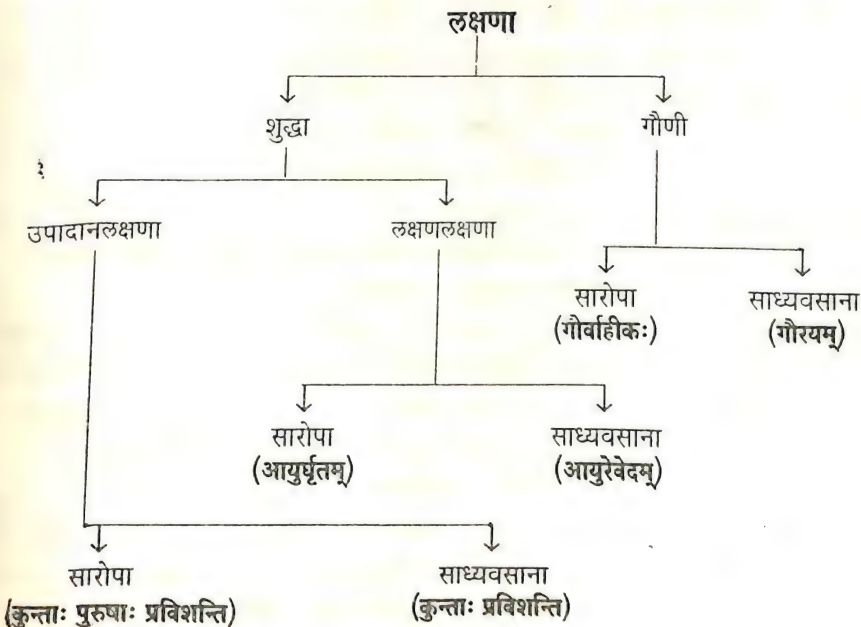 लक्षणा
शुद्धा
गौणी
उपादानलक्षणा
लक्षणलक्षणा
सारोपा
(गौर्वाहीकः)
साध्यवसाना
(गौरयम्)
सारोपा
(आयुर्घृतम्)
साध्यवसाना
(आयुरेवेदम्)
सारोपा
(कुन्ताः पुरुषाः प्रविशन्ति)
साध्यवसाना
(कुन्ताः प्रविशन्ति)